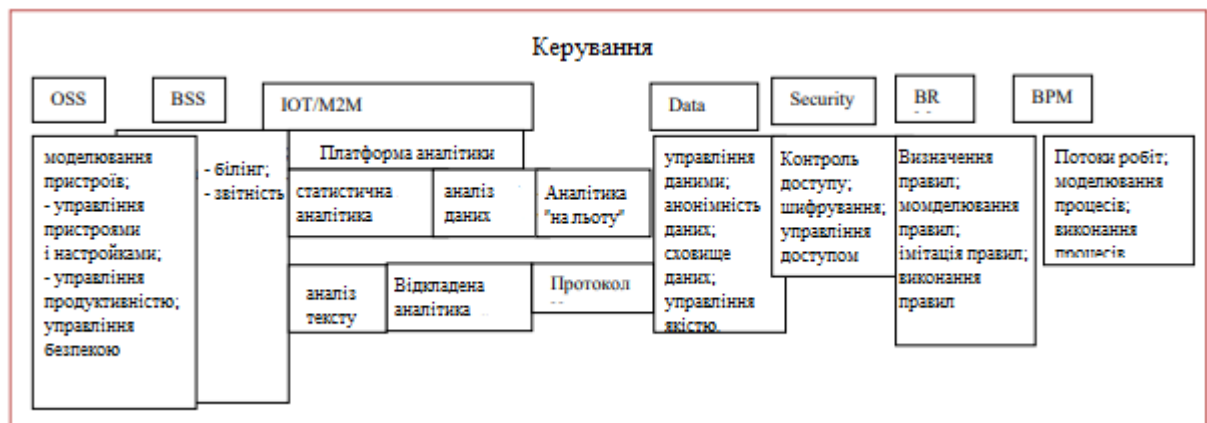 Керування
OSS
BSS
IOT/M2M
Data
Security
BR
BPM
моделювання
пристроїв;
- управління
пристроями
і настройками;
- управління
продуктивністю;
управління
безпекою
- білінг;
- звітність
Платформа аналітики
статистична
аналітика
аналіз
даних
Аналітика
"на льоту"
аналіз
тексту
Відкладена
аналітика
Протокол
управління
даними;
анонімність
даних;
сховище
даних;
управління
якістю.
Контроль
доступу;
шифрування;
управління
доступом
Визначення
правил;
момделювання
правил;
імітація правил;
виконання
правил
Потоки робіт;
моделювання
процесів;
виконання
процесів